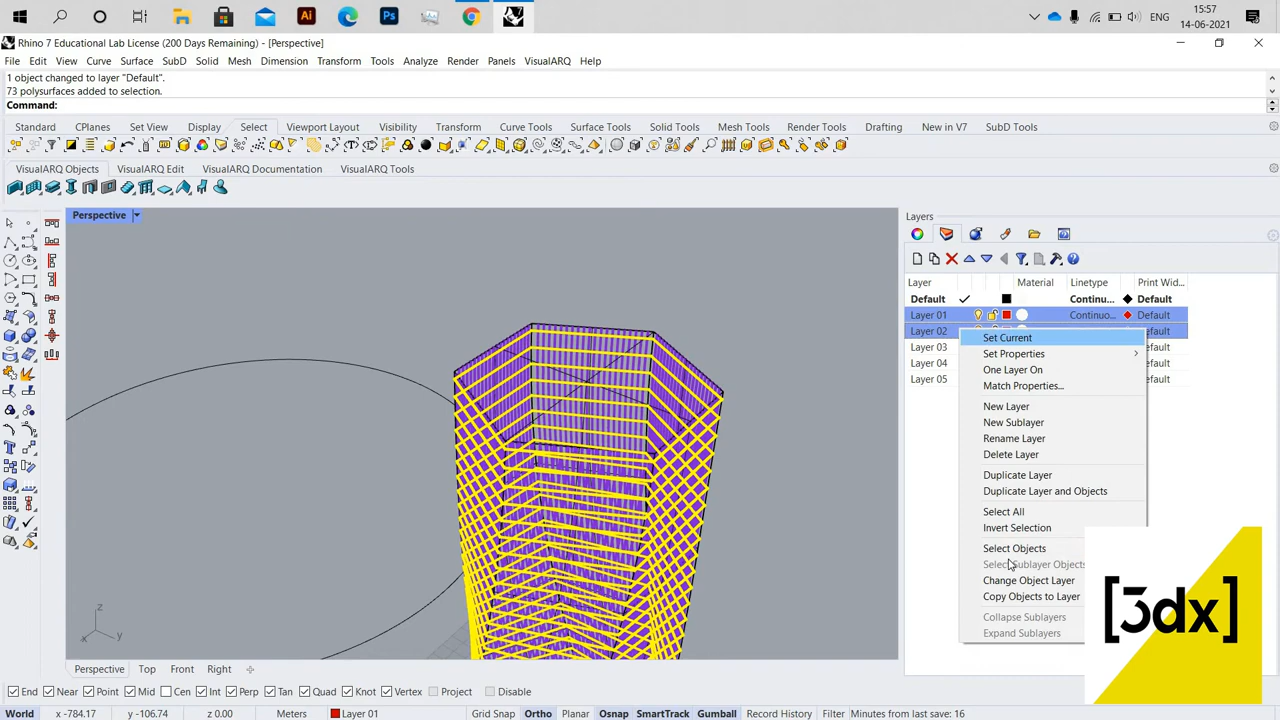 15:57
ENG
14-06-2021
Rhino 7 Educational Lab License (200 Days Remaining) - [Perspective]
File Edit View Curve Surface SubD Solid Mesh Dimension Transform Tools Analyze Render Panels VisualARQ Help
1 object changed to layer "Default".
73 polysurfaces added to selection.
Command:
Standard CPlanes Set View Display Select Viewport Layout Visibility Transform Curve Tools Surface Tools Solid Tools Mesh Tools Render Tools Drafting New in V7 SubD Tools
VisualARQ Objects VisualARQ Edit VisualARQ Documentation VisualARQ Tools
Perspective
Layers
Layer Material Linetype Print Wid...
Default Continu... Default
Layer 01 Continuo... Default
Layer 02
Layer 03 efault
Layer 04 efault
Layer 05 efault
Set Current
Set Properties
One Layer On
Match Properties...
New Layer
New Sublayer
Rename Layer
Delete Layer
Duplicate Layer
Duplicate Layer and Objects
Select All
Invert Selection
Select Objects
Select Sublayer Objects
Change Object Layer
Copy Objects to Layer
Collapse Sublayers
Expand Sublayers
[3dx]
z
x y
Perspective Top Front Right
End Near Point Mid Cen Int Perp Tan Quad Knot Vertex Project Disable
World x -784.17 y -106.74 z 0.00 Meters Layer 01 Grid Snap Ortho Planar Osnap SmartTrack Gumball Record History Filter Minutes from last save: 16